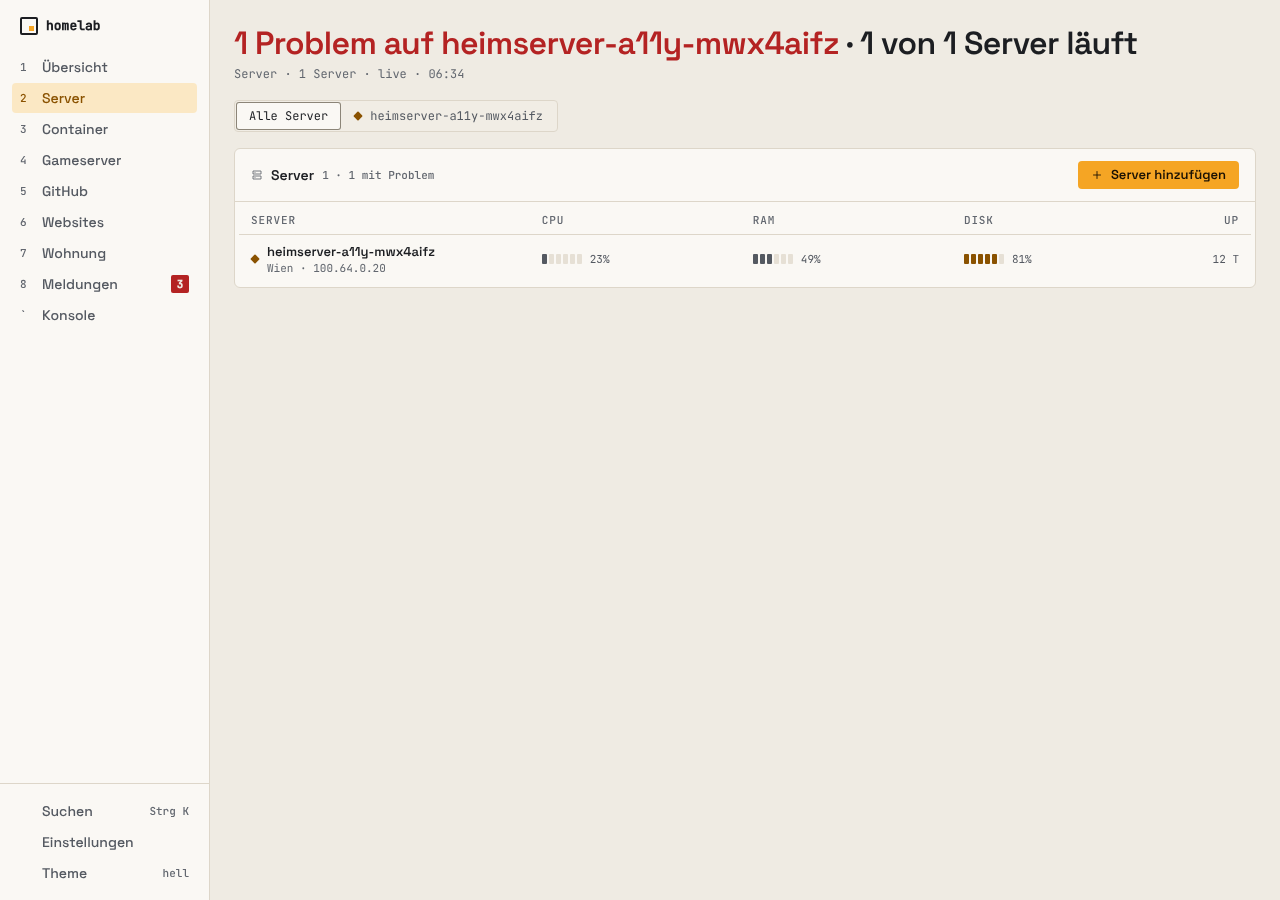 homelab
1 Übersicht
2 Server
3 Container
4 Gameserver
5 GitHub
6 Websites
7 Wohnung
8 Meldungen 3
` Konsole
Suchen Strg K
Einstellungen
Theme hell
1 Problem auf heimserver-a11y-mwx4aifz · 1 von 1 Server läuft
Server · 1 Server · live · 06:34
Alle Server heimserver-a11y-mwx4aifz
Server 1 · 1 mit Problem + Server hinzufügen
SERVER CPU RAM DISK UP
heimserver-a11y-mwx4aifz 23% 49% 81% 12 T
Wien · 100.64.0.20